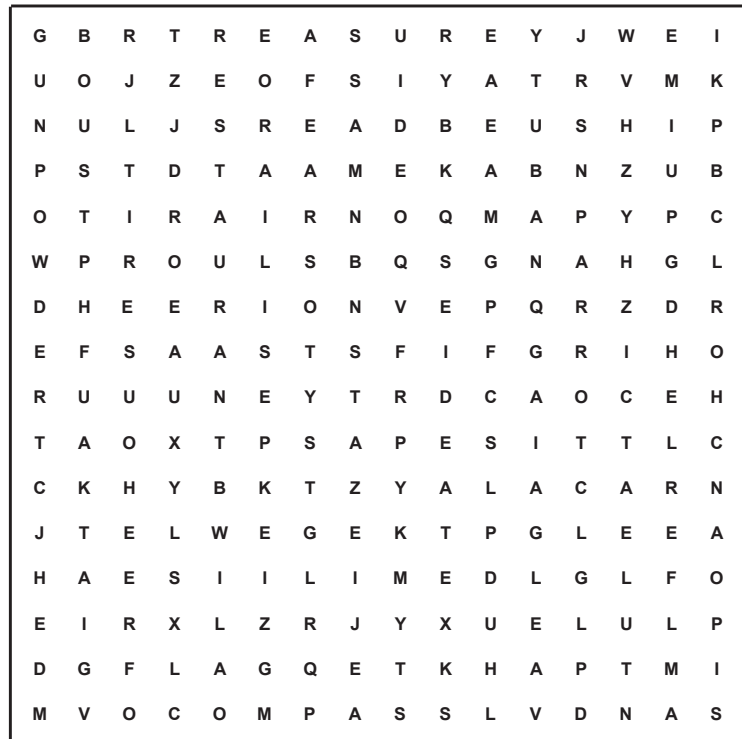 G B R T R E A S U R E Y J W E I
U O J Z E O F S I Y A T R V M K
N U L J S R E A D B E U S H I P
P S T D T A A M E K A B N Z U B
O T I R A I R N O Q M A P Y P C
W P R O U L S B Q S G N A H G L
D H E E R I O N V E P Q R Z D R
E F S A A S T S F I F G R I H O
R U U U N E Y T R D C A O C E H
T A O X T P S A P E S I T T L C
C K H Y B K T Z Y A L A C A R N
J T E L W E G E K T P G L E E A
H A E S I I L I M E D L G L F O
E I R X L Z R J Y X U E L U L P
D G F L A G Q E T K H A P T M I
M V O C O M P A S S L V D N A S